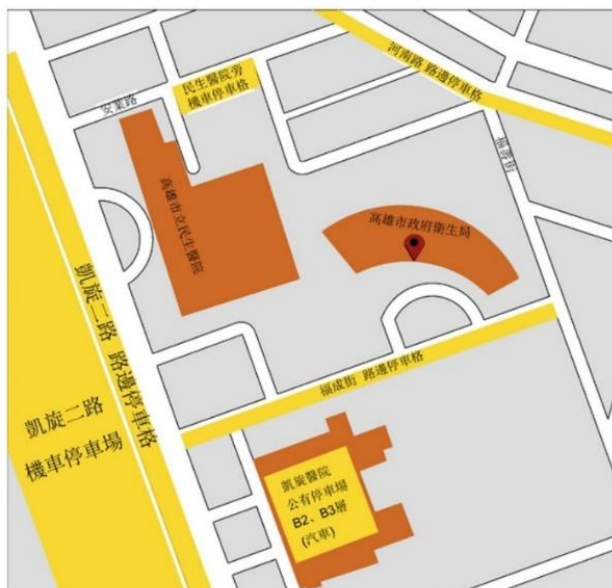 民生醫院旁
機車停車格
河南路 路邊停車格
安業路
福壽街
高雄市立民生醫院
高雄市政府衛生局
凱旋二路 路邊停車格
福成街 路邊停車格
凱旋二路
機車停車場
凱旋醫院
公有停車場
B2、B3層
(汽車)